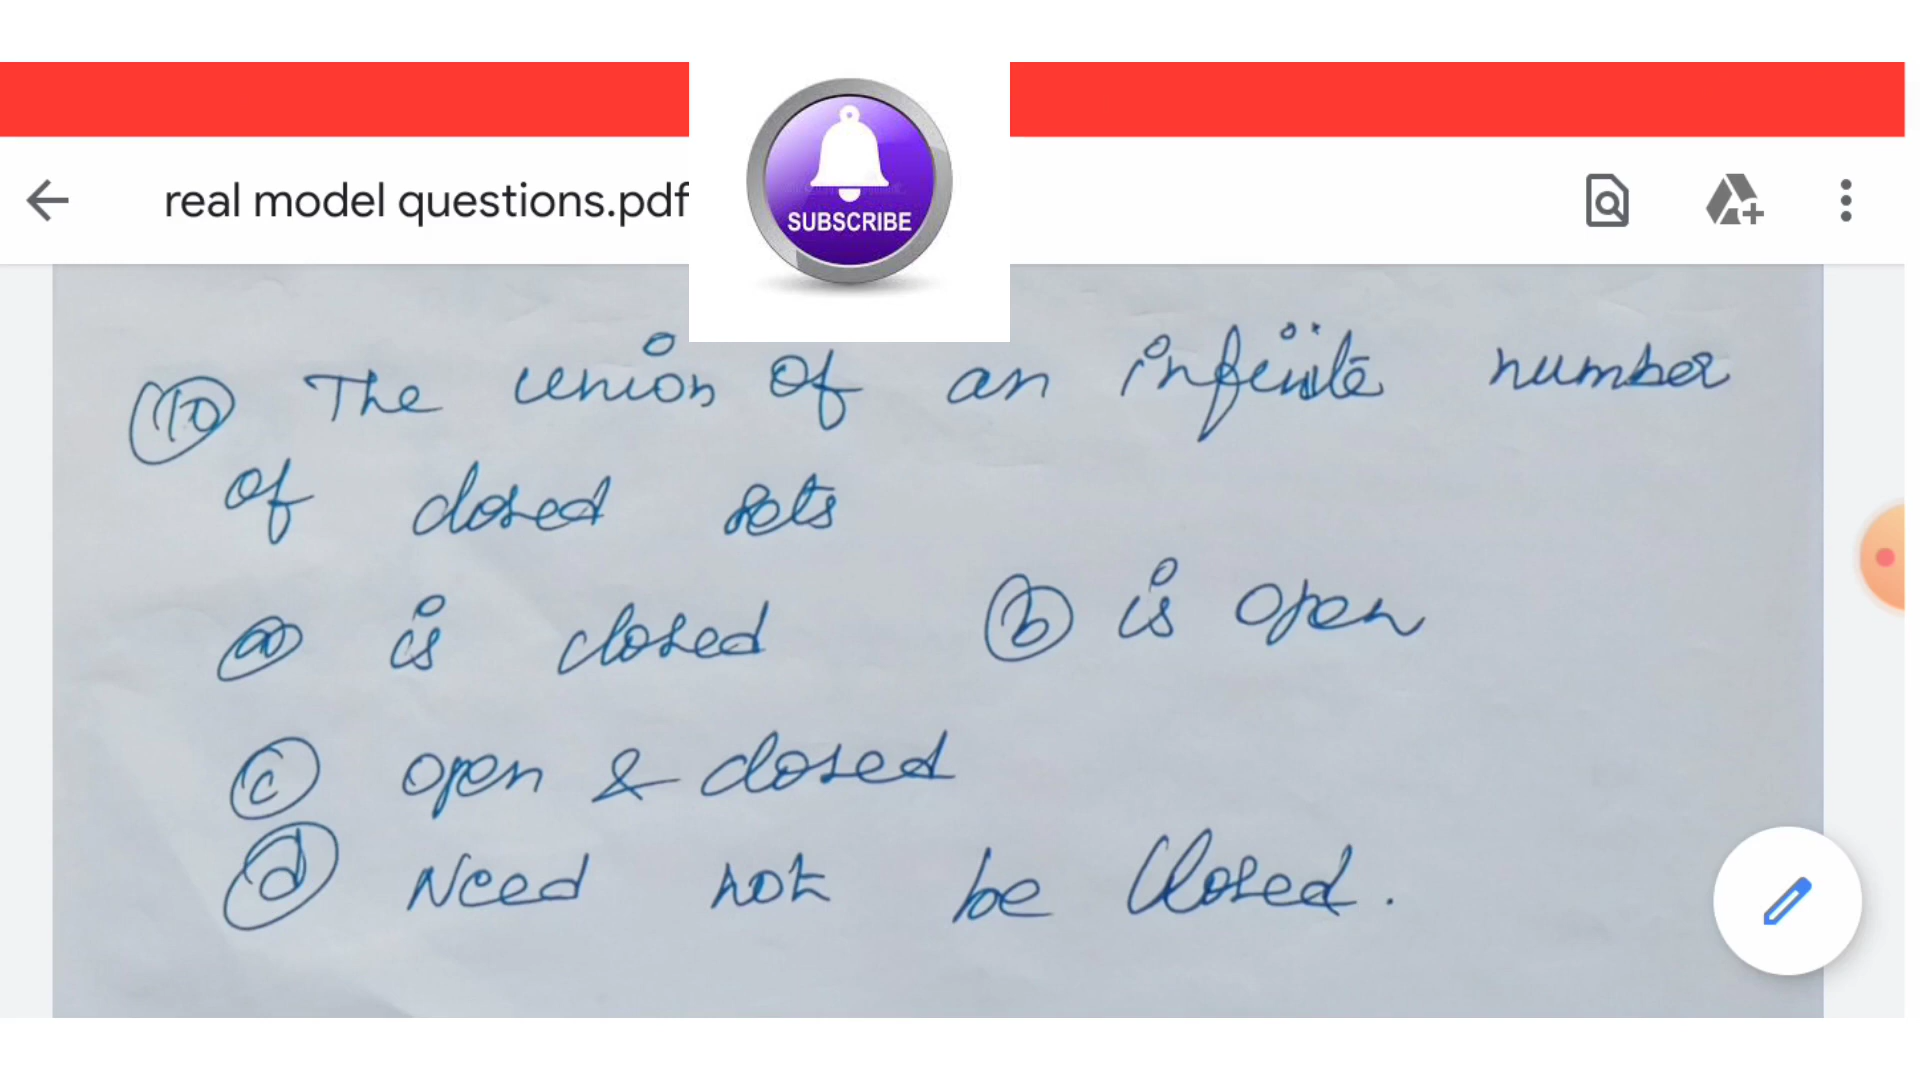 SUBSCRIBE
real model questions.pdf
10 The union of an infinite number
of closed sets
a is closed b is open
c open & closed
d Need not be closed.